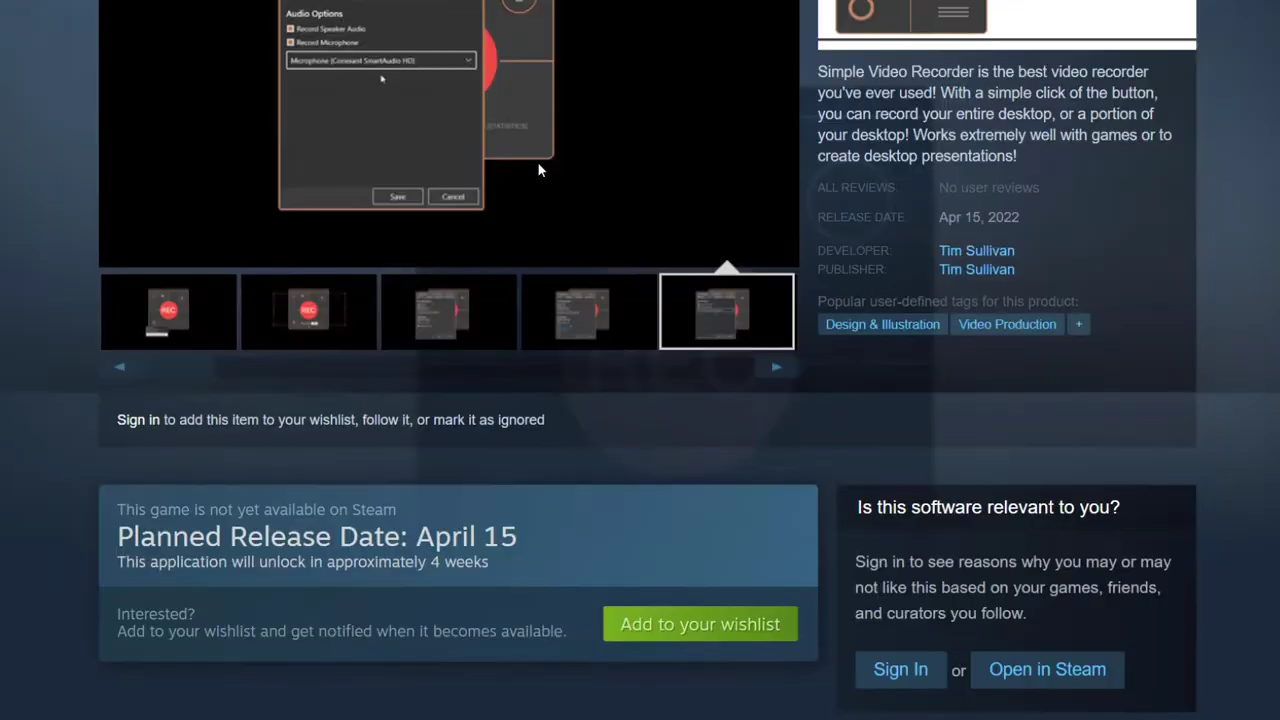 Audio Options
Record Speaker Audio
Record Microphone
Microphone (Conexant SmartAudio HD)
[STATISTICS]
Save
Cancel
REC
REC
Simple Video Recorder is the best video recorder
you've ever used! With a simple click of the button,
you can record your entire desktop, or a portion of
your desktop! Works extremely well with games or to
create desktop presentations!
ALL REVIEWS:
No user reviews
RELEASE DATE:
Apr 15, 2022
DEVELOPER:
Tim Sullivan
PUBLISHER:
Tim Sullivan
Popular user-defined tags for this product:
Design & Illustration
Video Production
+
Sign in to add this item to your wishlist, follow it, or mark it as ignored
This game is not yet available on Steam
Planned Release Date: April 15
This application will unlock in approximately 4 weeks
Interested?
Add to your wishlist and get notified when it becomes available.
Add to your wishlist
Is this software relevant to you?
Sign in to see reasons why you may or may
not like this based on your games, friends,
and curators you follow.
Sign In or Open in Steam